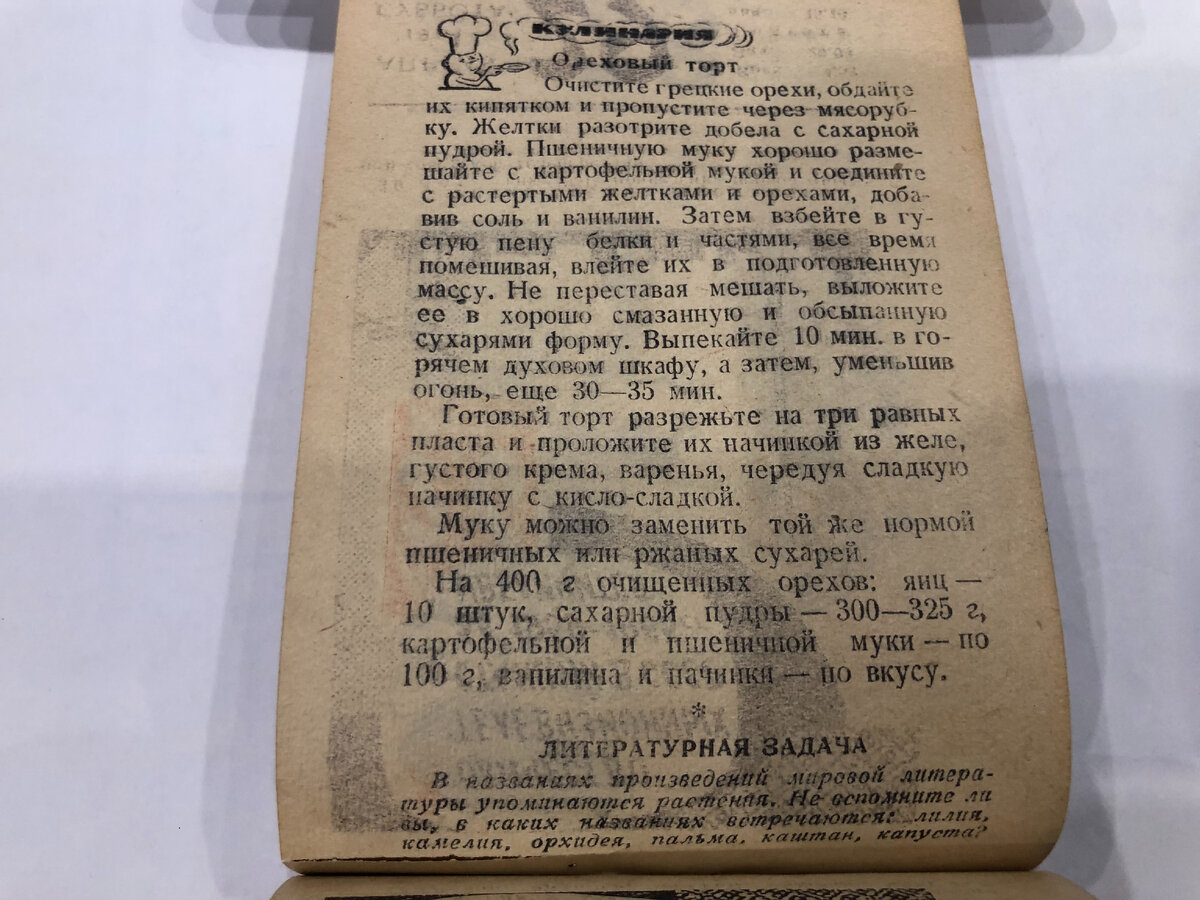 КУЛИНАРИЯ
Ореховый торт
Очистите грецкие орехи, обдайте
их кипятком и пропустите через мясоруб-
ку. Желтки разотрите добела с сахарной
пудрой. Пшеничную муку хорошо разме-
шайте с картофельной мукой и соедините
с растертыми желтками и орехами, доба-
вив соль и ванилин. Затем взбейте в гу-
стую пену белки и частями, все время
помешивая, влейте их в подготовленную
массу. Не переставая мешать, выложите
ее в хорошо смазанную и обсыпанную
сухарями форму. Выпекайте 10 мин. в го-
рячем духовом шкафу, а затем, уменьшив
огонь, еще 30—35 мин.
Готовый торт разрежьте на три равных
пласта и проложите их начинкой из желе,
густого крема, варенья, чередуя сладкую
начинку с кисло-сладкой.
Муку можно заменить той же нормой
пшеничных или ржаных сухарей.
На 400 г очищенных орехов: яиц —
10 штук, сахарной пудры — 300—325 г,
картофельной и пшеничной муки — по
100 г, ванилина и начинки — по вкусу.
*
ЛИТЕРАТУРНАЯ ЗАДАЧА
В названиях произведений мировой литера-
туры упоминаются растения. Не вспомните ли
вы, в каких названиях встречаются: лилия,
камелия, орхидея, пальма, каштан, капуста?